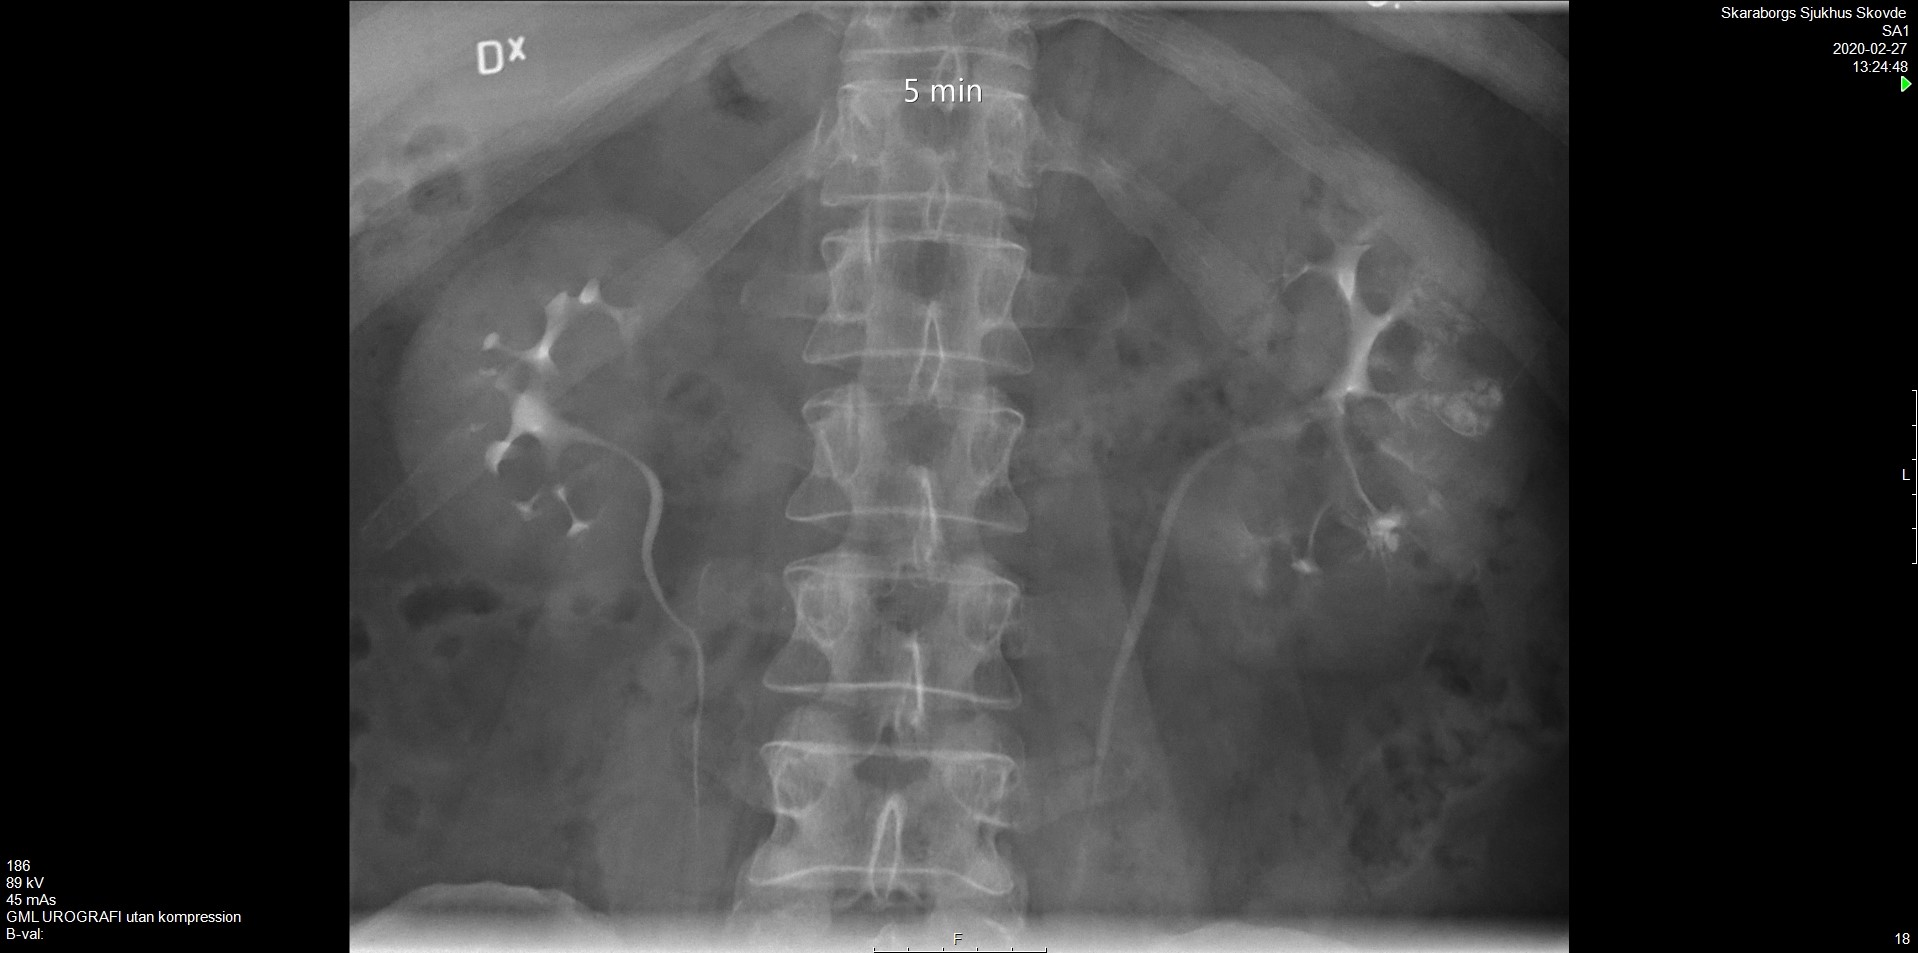 Skaraborgs Sjukhus Skovde
SA1
2020-02-27
13:24:48
D x
5 min
L
186
89 kV
45 mAs
GML UROGRAFI utan kompression
B-val:
F
18